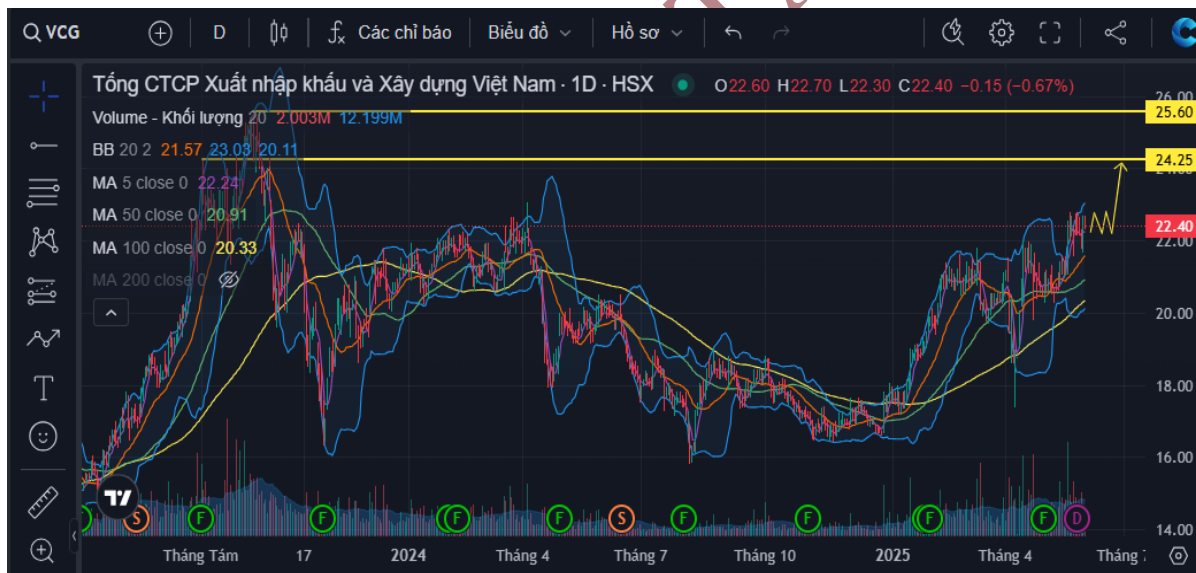 VCG D Các chỉ báo Biểu đồ Hồ sơ
Tổng CTCP Xuất nhập khẩu và Xây dựng Việt Nam · 1D · HSX O22.60 H22.70 L22.30 C22.40 −0.15 (−0.67%)
Volume - Khối lượng 20 2.003M 12.199M
BB 20 2 21.57 23.03 20.11
MA 5 close 0 22.24
MA 50 close 0 20.91
MA 100 close 0 20.33
MA 200 close 0
26.00
25.60
24.25
22.40
22.00
20.00
18.00
16.00
14.00
S F F F F S F F F F D
Tháng Tám 17 2024 Tháng 4 Tháng 7 Tháng 10 2025 Tháng 4 Tháng